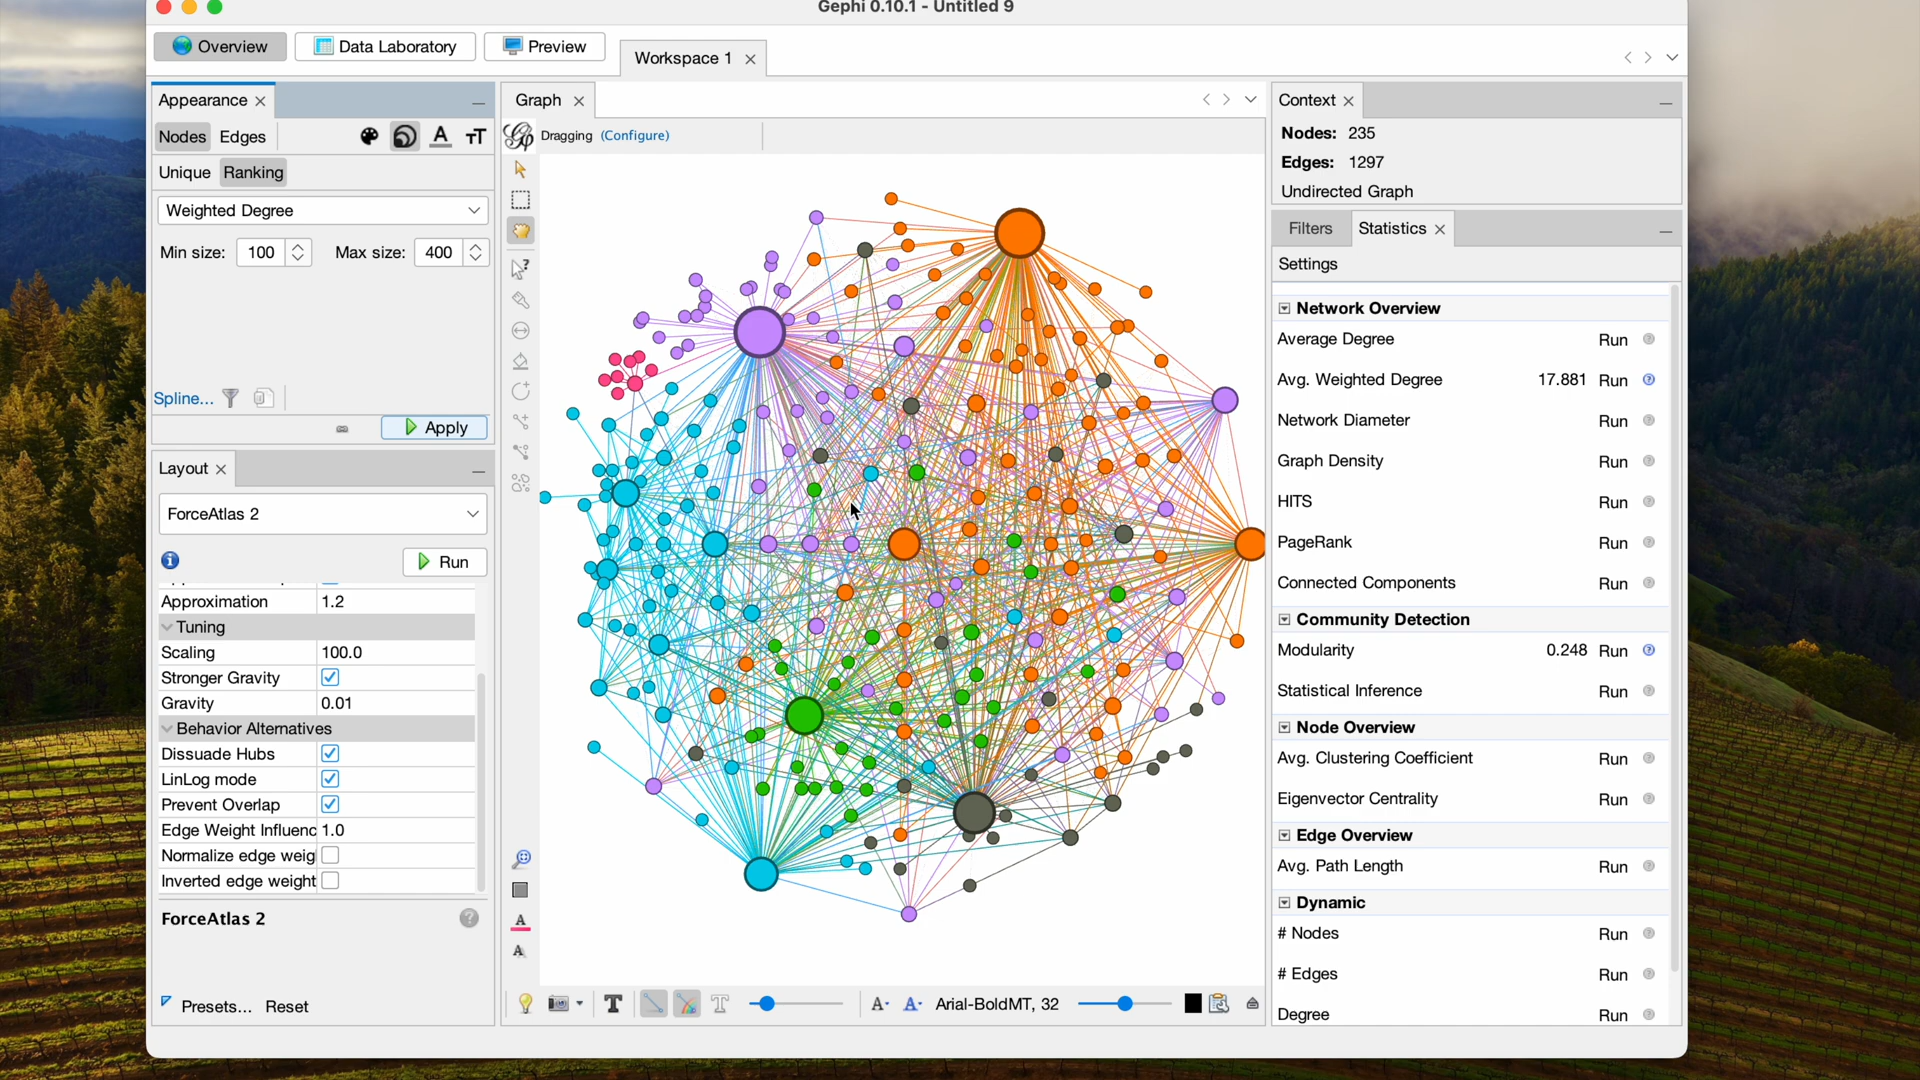 Gephi 0.10.1 - Untitled 9
Overview
Data Laboratory
Preview
Workspace 1
Appearance
Nodes
Edges
Unique
Ranking
Weighted Degree
Min size: 100
Max size: 400
Spline...
Apply
Layout
ForceAtlas 2
Run
Approximation 1.2
Tuning
Scaling 100.0
Stronger Gravity
Gravity 0.01
Behavior Alternatives
Dissuade Hubs
LinLog mode
Prevent Overlap
Edge Weight Influenc 1.0
Normalize edge weig
Inverted edge weight
ForceAtlas 2
Presets... Reset
Graph
Dragging (Configure)
Arial-BoldMT, 32
Context
Nodes: 235
Edges: 1297
Undirected Graph
Filters
Statistics
Settings
Network Overview
Average Degree Run
Avg. Weighted Degree 17.881 Run
Network Diameter Run
Graph Density Run
HITS Run
PageRank Run
Connected Components Run
Community Detection
Modularity 0.248 Run
Statistical Inference Run
Node Overview
Avg. Clustering Coefficient Run
Eigenvector Centrality Run
Edge Overview
Avg. Path Length Run
Dynamic
# Nodes Run
# Edges Run
Degree Run